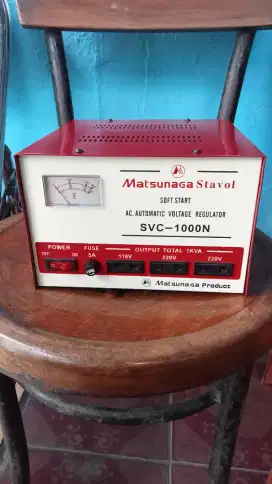 Matsunaga Stavol
SOFT START
AC. AUTOMATIC VOLTAGE REGULATOR
SVC-1000N
POWER
OFF ON
FUSE
5A
OUTPUT TOTAL 1KVA
110V 220V 220V
Matsunaga Product
V